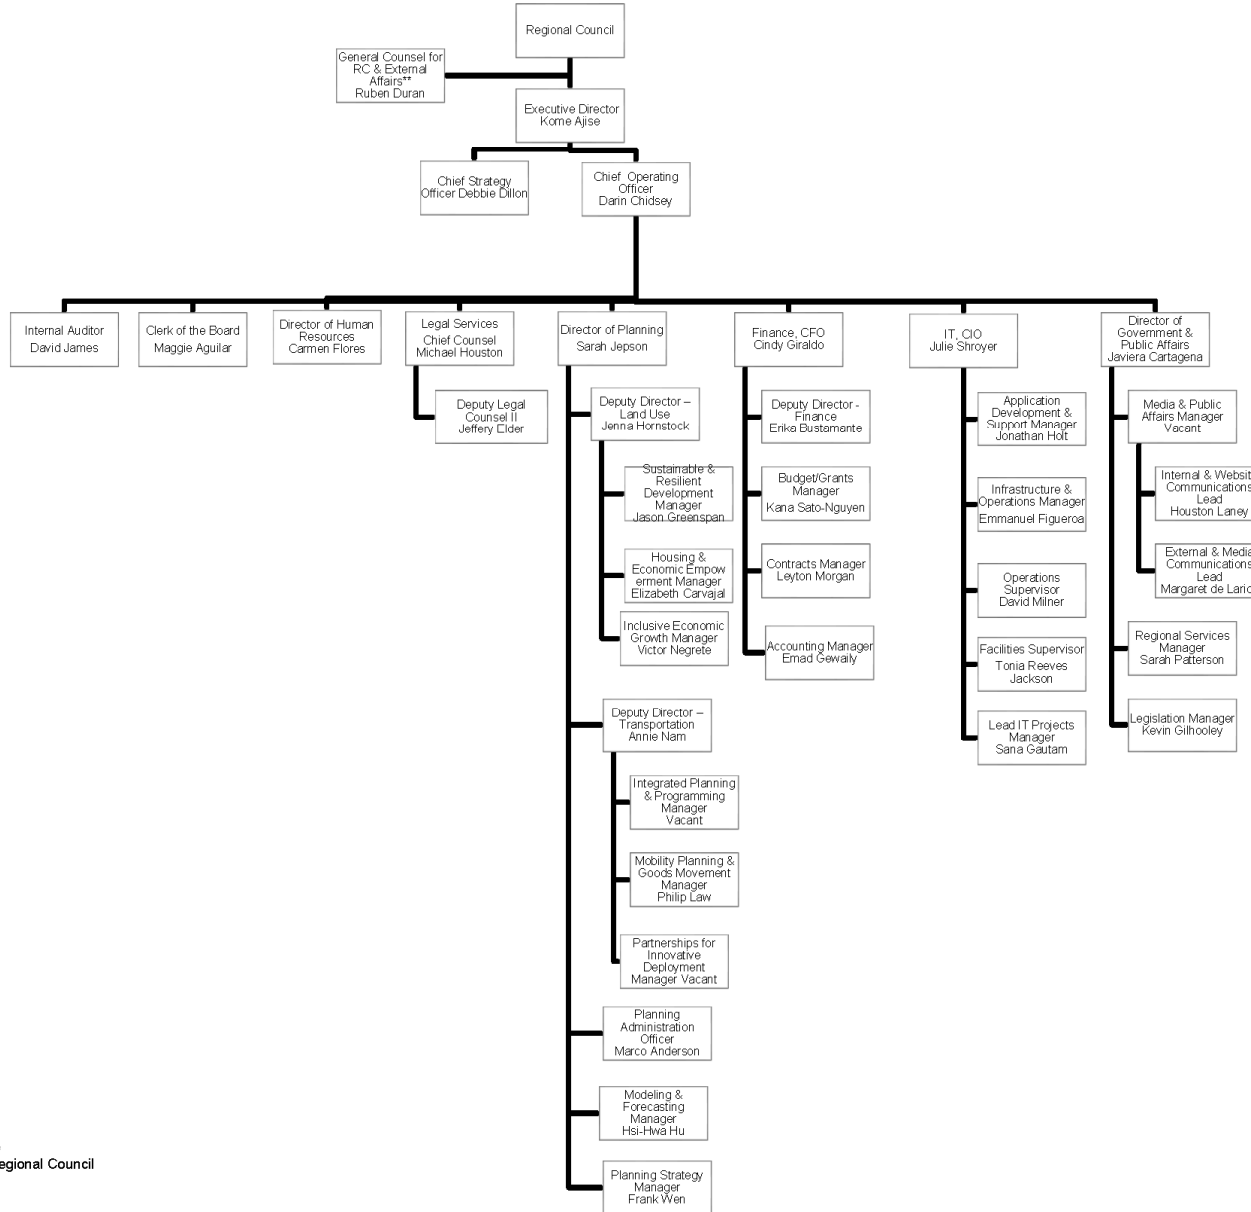 Regional Council
General Counsel for
RC & External
Affairs**
Ruben Duran
Executive Director
Kome Ajise
Chief Strategy
Officer Debbie Dillon
Chief Operating
Officer
Darin Chidsey
Internal Auditor
David James
Clerk of the Board
Maggie Aguilar
Director of Human
Resources
Carmen Flores
Legal Services
Chief Counsel
Michael Houston
Director of Planning
Sarah Jepson
Finance, CFO
Cindy Giraldo
IT, CIO
Julie Shroyer
Director of
Government &
Public Affairs
Javiera Cartagena
Deputy Legal
Counsel II
Jeffery Elder
Deputy Director –
Land Use
Jenna Hornstock
Sustainable &
Resilient
Development
Manager
Jason Greenspan
Housing &
Economic Empow
erment Manager
Elizabeth Carvajal
Inclusive Economic
Growth Manager
Victor Negrete
Deputy Director –
Transportation
Annie Nam
Integrated Planning
& Programming
Manager
Vacant
Mobility Planning &
Goods Movement
Manager
Philip Law
Partnerships for
Innovative
Deployment
Manager Vacant
Planning
Administration
Officer
Marco Anderson
Modeling &
Forecasting
Manager
Hsi-Hwa Hu
Planning Strategy
Manager
Frank Wen
Deputy Director -
Finance
Erika Bustamante
Budget/Grants
Manager
Kana Sato-Nguyen
Contracts Manager
Leyton Morgan
Accounting Manager
Emad Gewaily
Application
Development &
Support Manager
Jonathan Holt
Infrastructure &
Operations Manager
Emmanuel Figueroa
Operations
Supervisor
David Milner
Facilities Supervisor
Tonia Reeves
Jackson
Lead IT Projects
Manager
Sana Gautam
Media & Public
Affairs Manager
Vacant
Internal & Websit
Communications
Lead
Houston Laney
External & Media
Communications
Lead
Margaret de Lario
Regional Services
Manager
Sarah Patterson
Legislation Manager
Kevin Gilhooley
egional Council